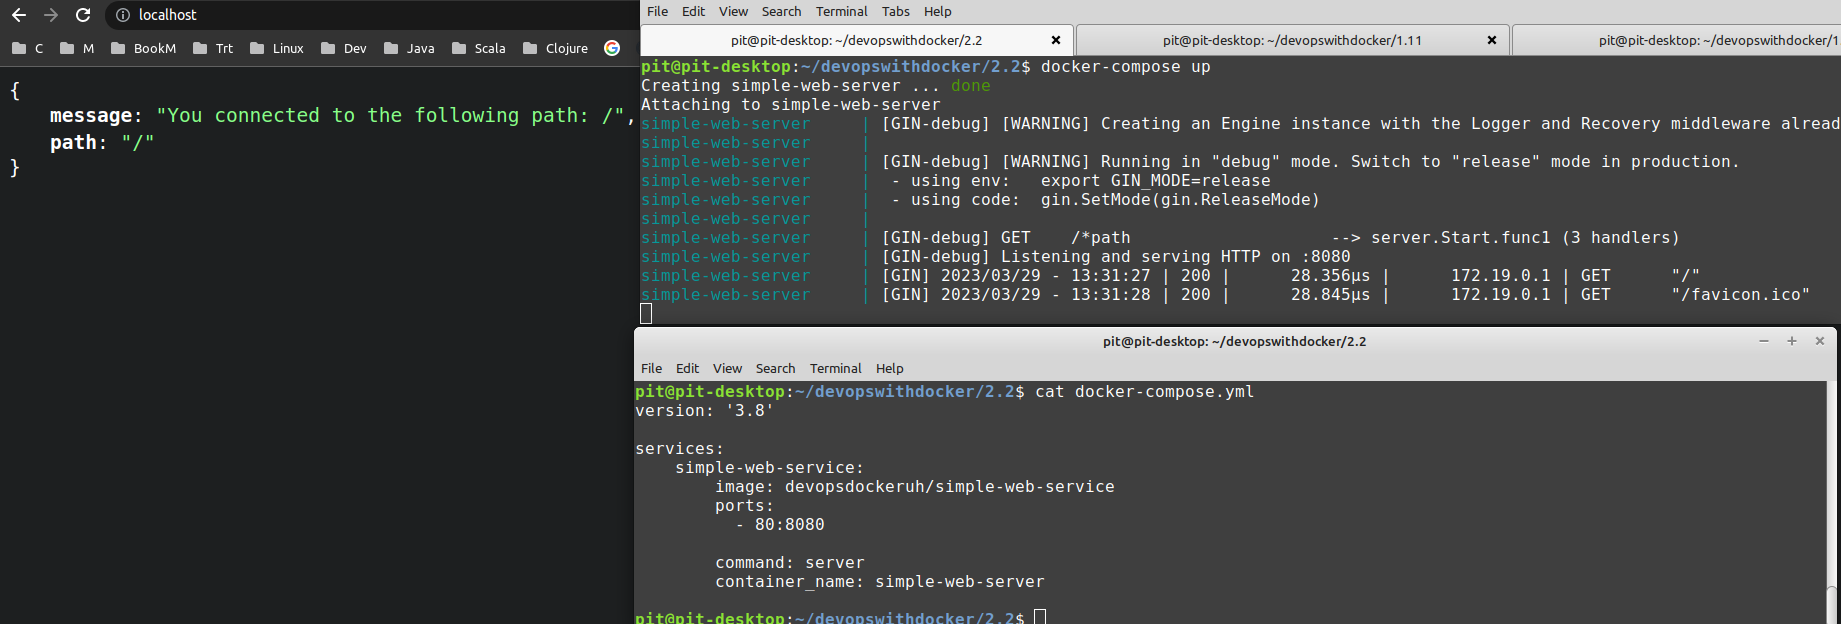 localhost
C M BookM Trt Linux Dev Java Scala Clojure
{
message: "You connected to the following path: /",
path: "/"
}
File Edit View Search Terminal Tabs Help
pit@pit-desktop: ~/devopswithdocker/2.2 pit@pit-desktop: ~/devopswithdocker/1.11 pit@pit-desktop: ~/devopswithdocker/1.
pit@pit-desktop:~/devopswithdocker/2.2$ docker-compose up
Creating simple-web-server ... done
Attaching to simple-web-server
simple-web-server | [GIN-debug] [WARNING] Creating an Engine instance with the Logger and Recovery middleware alread
simple-web-server |
simple-web-server | [GIN-debug] [WARNING] Running in "debug" mode. Switch to "release" mode in production.
simple-web-server | - using env: export GIN_MODE=release
simple-web-server | - using code: gin.SetMode(gin.ReleaseMode)
simple-web-server |
simple-web-server | [GIN-debug] GET /*path --> server.Start.func1 (3 handlers)
simple-web-server | [GIN-debug] Listening and serving HTTP on :8080
simple-web-server | [GIN] 2023/03/29 - 13:31:27 | 200 | 28.356µs | 172.19.0.1 | GET "/"
simple-web-server | [GIN] 2023/03/29 - 13:31:28 | 200 | 28.845µs | 172.19.0.1 | GET "/favicon.ico"
pit@pit-desktop: ~/devopswithdocker/2.2
File Edit View Search Terminal Help
pit@pit-desktop:~/devopswithdocker/2.2$ cat docker-compose.yml
version: '3.8'
services:
simple-web-service:
image: devopsdockeruh/simple-web-service
ports:
- 80:8080
command: server
container_name: simple-web-server
pit@pit-desktop:~/devopswithdocker/2.2$